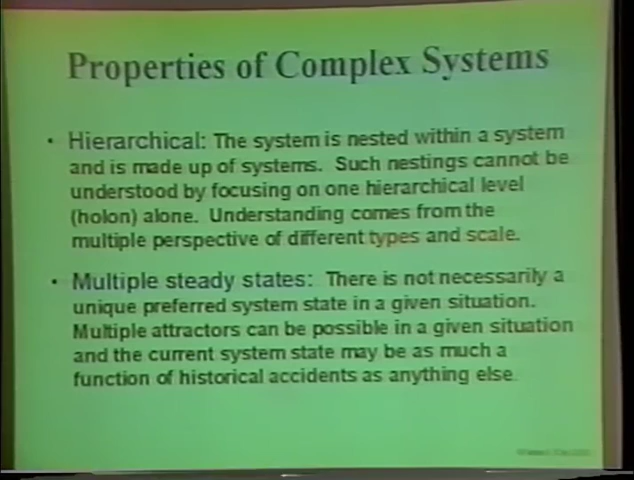 Properties of Complex Systems
• Hierarchical: The system is nested within a system
and is made up of systems. Such nestings cannot be
understood by focusing on one hierarchical level
(holon) alone. Understanding comes from the
multiple perspective of different types and scale.
• Multiple steady states: There is not necessarily a
unique preferred system state in a given situation.
Multiple attractors can be possible in a given situation
and the current system state may be as much a
function of historical accidents as anything else.